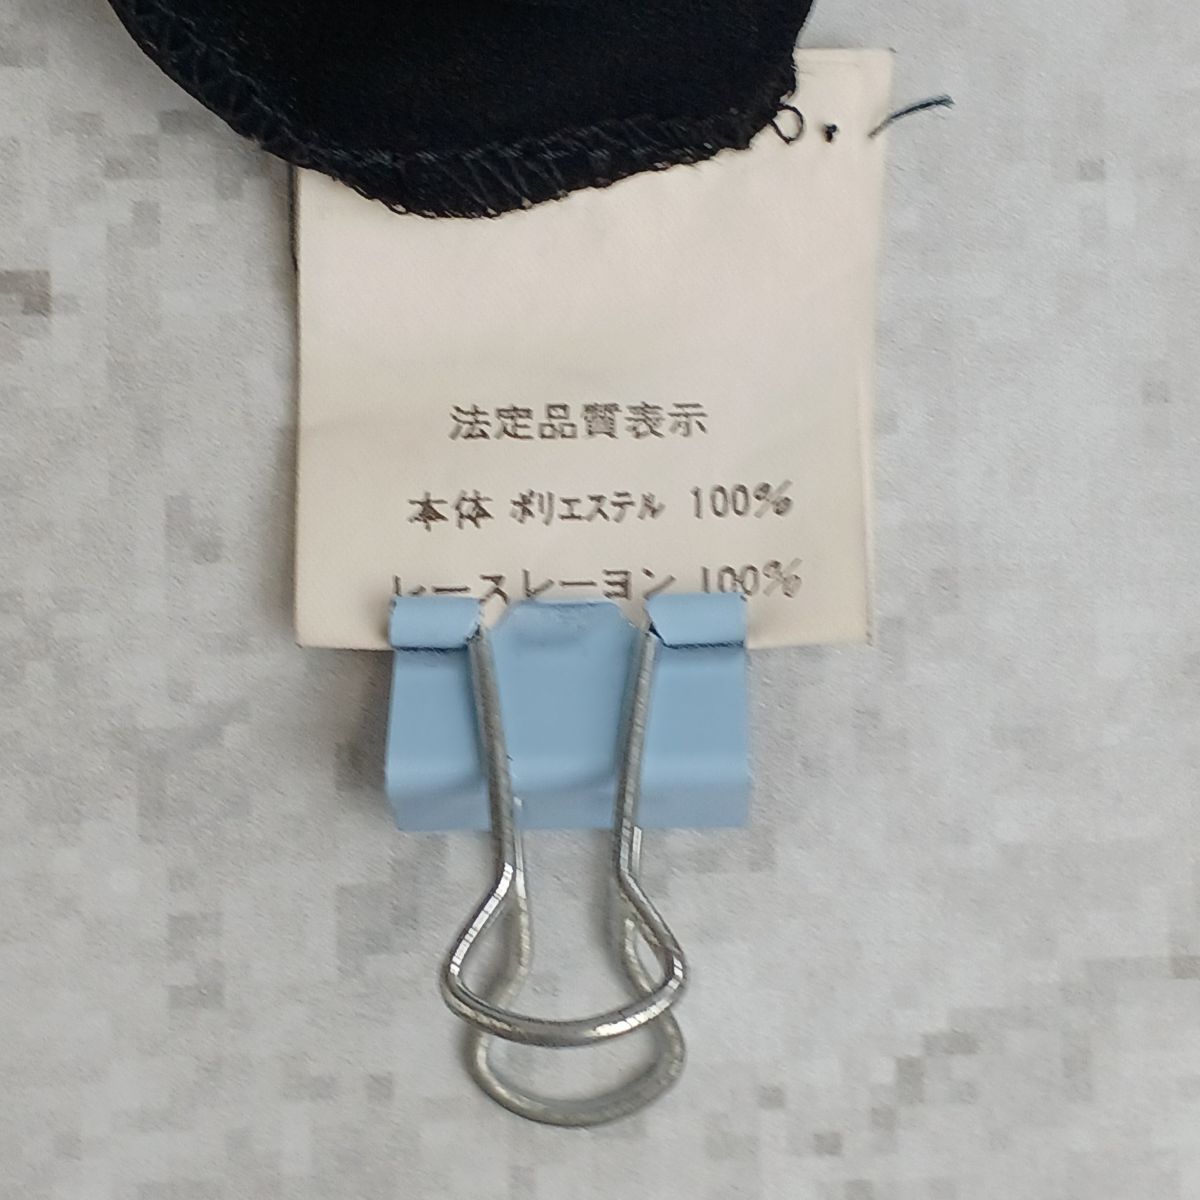 法定品質表示
本体 ポリエステル 100%
レースレーヨン 100%